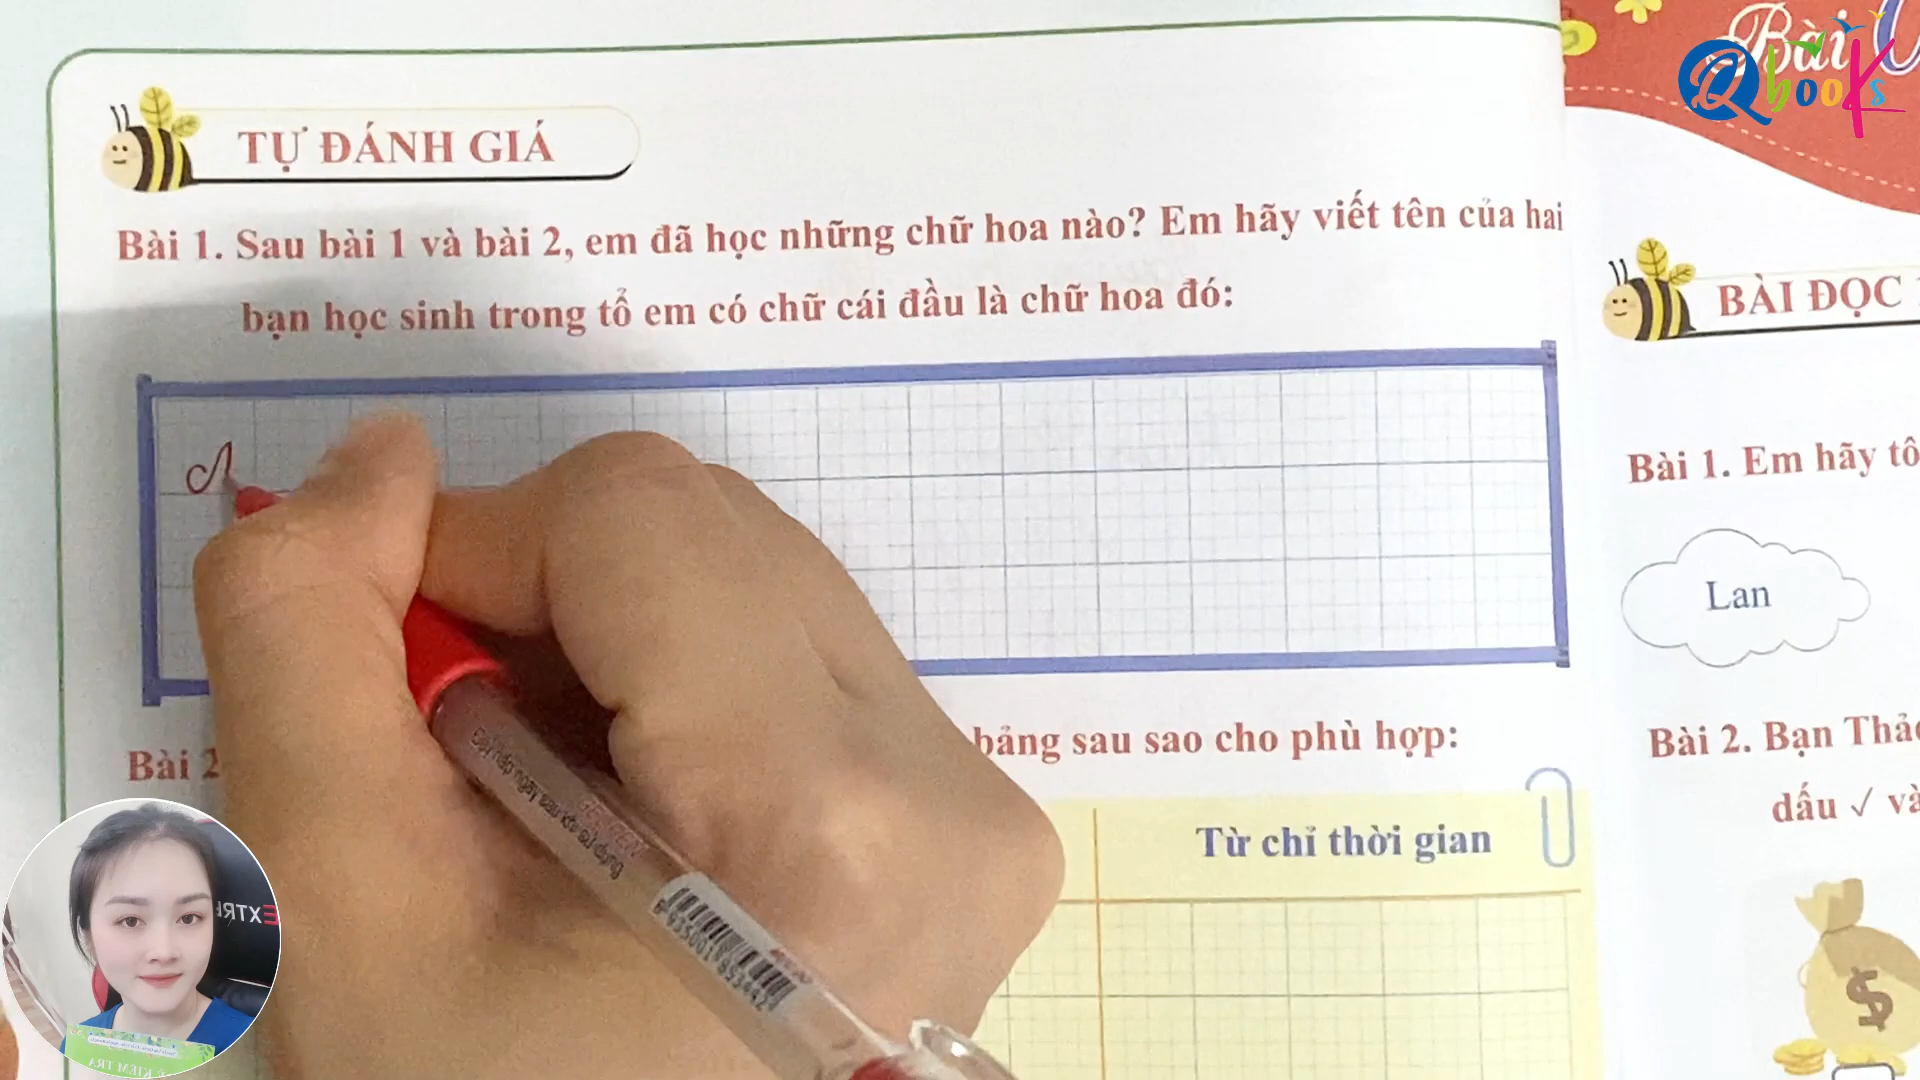 TỰ ĐÁNH GIÁ
Bài 1. Sau bài 1 và bài 2, em đã học những chữ hoa nào? Em hãy viết tên của hai
bạn học sinh trong tổ em có chữ cái đầu là chữ hoa đó:
Bài 2
bảng sau sao cho phù hợp:
Từ chỉ thời gian
Bài
Qbooks
BÀI ĐỌC
Bài 1. Em hãy tô
Lan
Bài 2. Bạn Thảo
dấu ✓ và
$